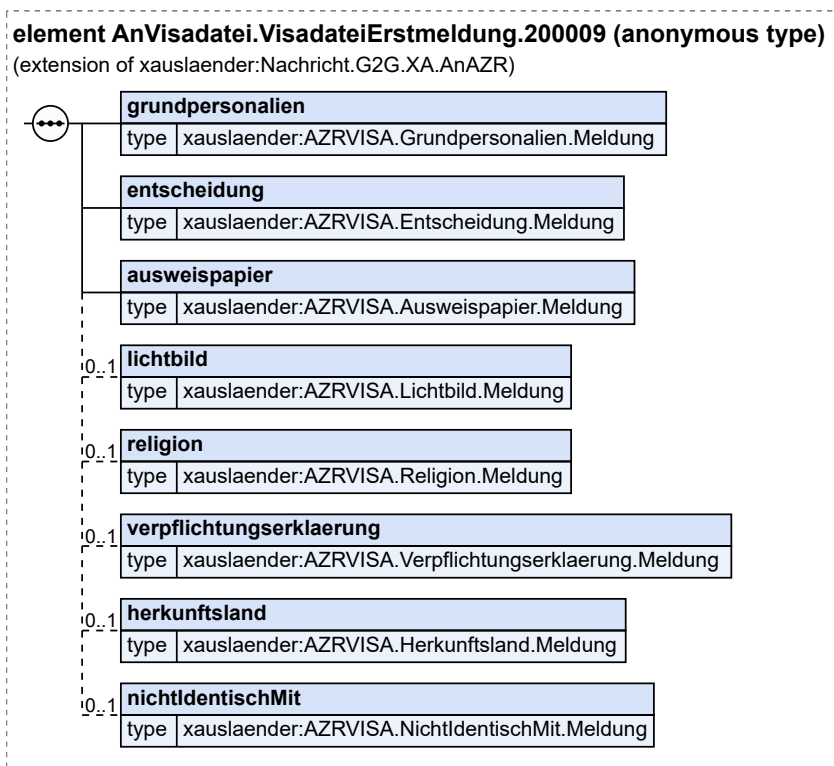 element AnVisadatei.VisadateiErstmeldung.200009 (anonymous type)
(extension of xauslaender:Nachricht.G2G.XA.AnAZR)
grundpersonalien
type xauslaender:AZRVISA.Grundpersonalien.Meldung
entscheidung
type xauslaender:AZRVISA.Entscheidung.Meldung
ausweispapier
type xauslaender:AZRVISA.Ausweispapier.Meldung
0..1 lichtbild
type xauslaender:AZRVISA.Lichtbild.Meldung
0..1 religion
type xauslaender:AZRVISA.Religion.Meldung
0..1 verpflichtungserklaerung
type xauslaender:AZRVISA.Verpflichtungserklaerung.Meldung
0..1 herkunftsland
type xauslaender:AZRVISA.Herkunftsland.Meldung
0..1 nichtIdentischMit
type xauslaender:AZRVISA.NichtIdentischMit.Meldung